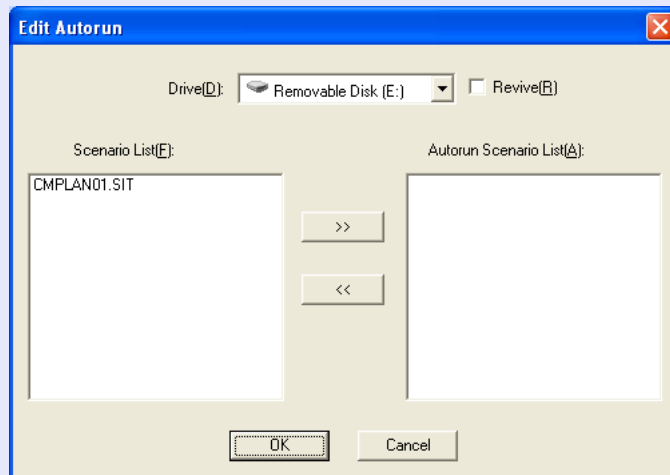 Edit Autorun
Drive(D): Removable Disk (E:) Revive(R)
Scenario List(F): Autorun Scenario List(A):
CMPLAN01.SIT
>>
<<
OK Cancel